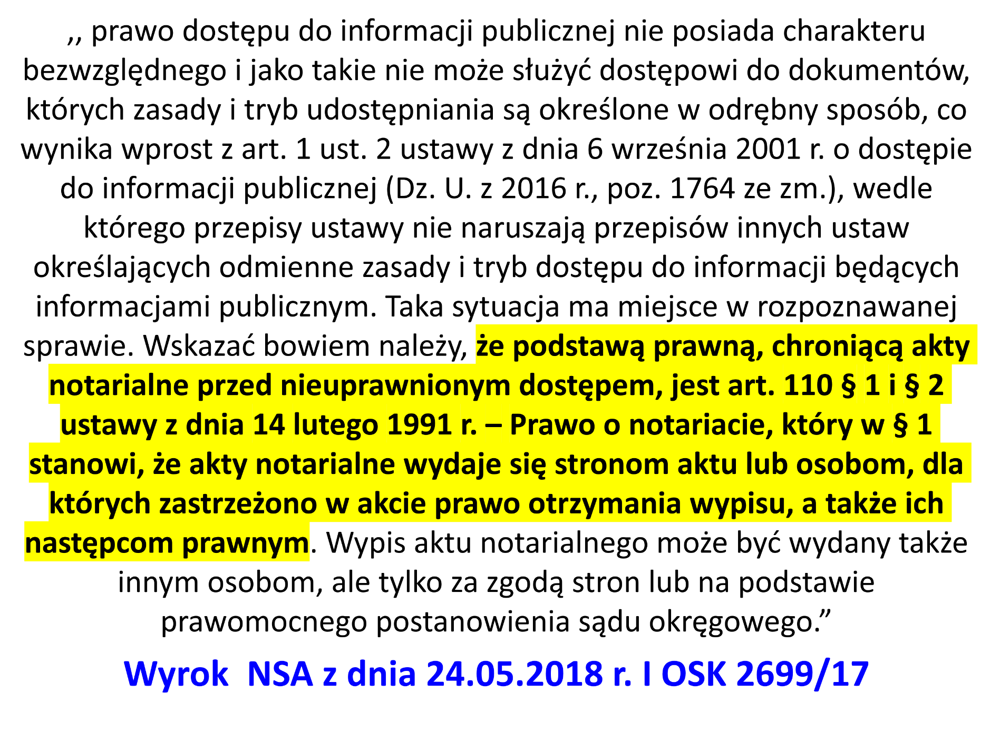 ,, prawo dostępu do informacji publicznej nie posiada charakteru
bezwzględnego i jako takie nie może służyć dostępowi do dokumentów,
których zasady i tryb udostępniania są określone w odrębny sposób, co
wynika wprost z art. 1 ust. 2 ustawy z dnia 6 września 2001 r. o dostępie
do informacji publicznej (Dz. U. z 2016 r., poz. 1764 ze zm.), wedle
którego przepisy ustawy nie naruszają przepisów innych ustaw
określających odmienne zasady i tryb dostępu do informacji będących
informacjami publicznym. Taka sytuacja ma miejsce w rozpoznawanej
sprawie. Wskazać bowiem należy, że podstawą prawną, chroniącą akty
notarialne przed nieuprawnionym dostępem, jest art. 110 § 1 i § 2
ustawy z dnia 14 lutego 1991 r. – Prawo o notariacie, który w § 1
stanowi, że akty notarialne wydaje się stronom aktu lub osobom, dla
których zastrzeżono w akcie prawo otrzymania wypisu, a także ich
następcom prawnym. Wypis aktu notarialnego może być wydany także
innym osobom, ale tylko za zgodą stron lub na podstawie
prawomocnego postanowienia sądu okręgowego.”
Wyrok  NSA z dnia 24.05.2018 r. I OSK 2699/17